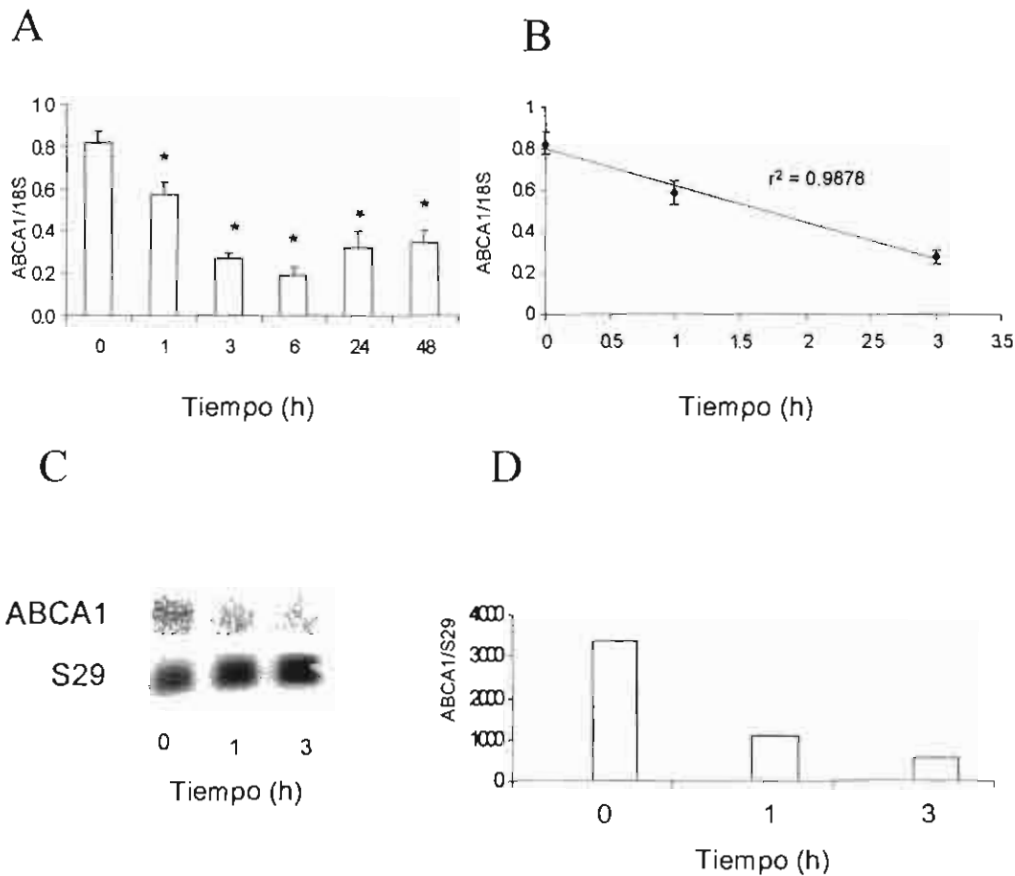 A
B
10
0.8
0.6
0.4
0.2
0.0
ABCA1/18S
*
*
*
*
*
0 1 3 6 24 48
Tiempo (h)
1
0.8
0.6
0.4
0.2
0
ABCA1/18S
r² = 0.9878
0 0.5 1 1.5 2 2.5 3 3.5
Tiempo (h)
C
D
ABCA1
S29
0 1 3
Tiempo (h)
4000
3000
2000
1000
0
ABCA1/S29
0 1 3
Tiempo (h)